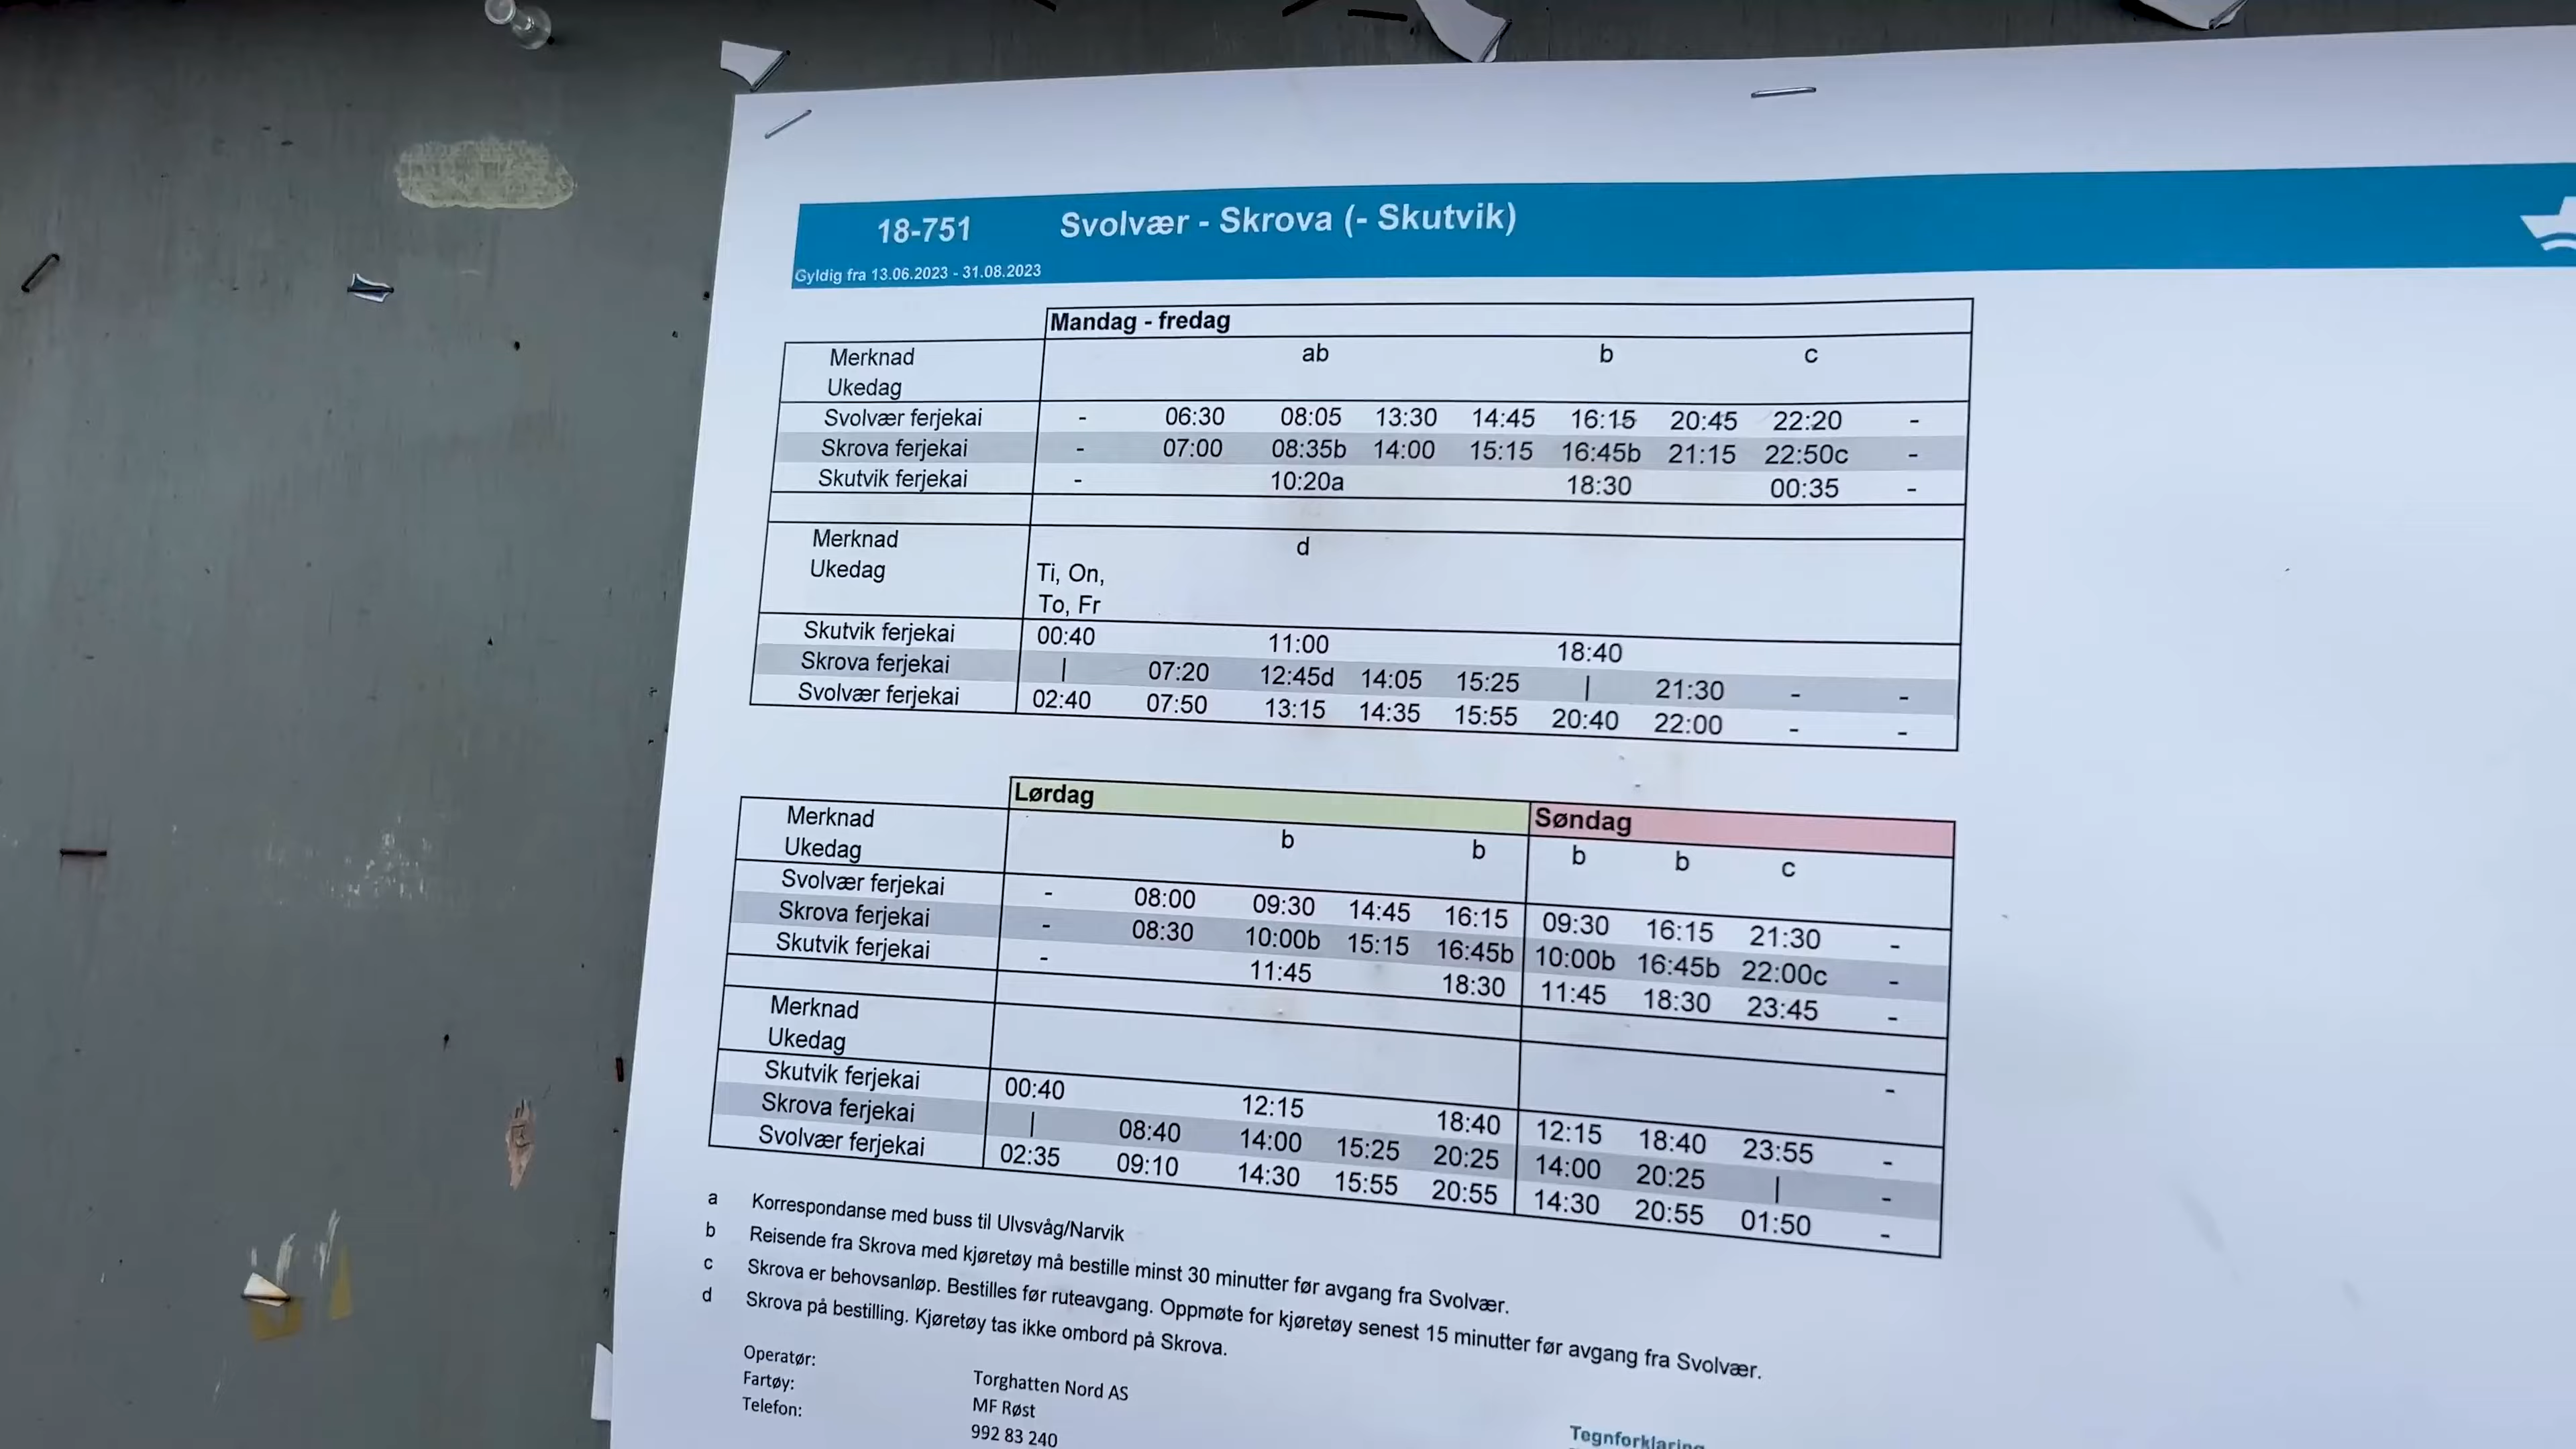 18-751 Svolvær - Skrova (- Skutvik)
Gyldig fra 13.06.2023 - 31.08.2023
Mandag - fredag
Merknad ab b c
Ukedag
Svolvær ferjekai - 06:30 08:05 13:30 14:45 16:15 20:45 22:20 -
Skrova ferjekai - 07:00 08:35b 14:00 15:15 16:45b 21:15 22:50c -
Skutvik ferjekai - 10:20a 18:30 00:35 -
Merknad d
Ukedag Ti, On,
To, Fr
Skutvik ferjekai 00:40 11:00 18:40
Skrova ferjekai | 07:20 12:45d 14:05 15:25 | 21:30 - -
Svolvær ferjekai 02:40 07:50 13:15 14:35 15:55 20:40 22:00 - -
Lørdag Søndag
Merknad b b b b c
Ukedag
Svolvær ferjekai - 08:00 09:30 14:45 16:15 09:30 16:15 21:30 -
Skrova ferjekai - 08:30 10:00b 15:15 16:45b 10:00b 16:45b 22:00c -
Skutvik ferjekai - 11:45 18:30 11:45 18:30 23:45 -
Merknad
Ukedag -
Skutvik ferjekai 00:40 12:15 18:40 12:15 18:40 23:55 -
Skrova ferjekai | 08:40 14:00 15:25 20:25 14:00 20:25 | -
Svolvær ferjekai 02:35 09:10 14:30 15:55 20:55 14:30 20:55 01:50 -
a Korrespondanse med buss til Ulvsvåg/Narvik
b Reisende fra Skrova med kjøretøy må bestille minst 30 minutter før avgang fra Svolvær.
c Skrova er behovsanløp. Bestilles før ruteavgang. Oppmøte for kjøretøy senest 15 minutter før avgang fra Svolvær.
d Skrova på bestilling. Kjøretøy tas ikke ombord på Skrova.
Operatør: Torghatten Nord AS
Fartøy: MF Røst
Telefon: 992 83 240
Tegnforklaring